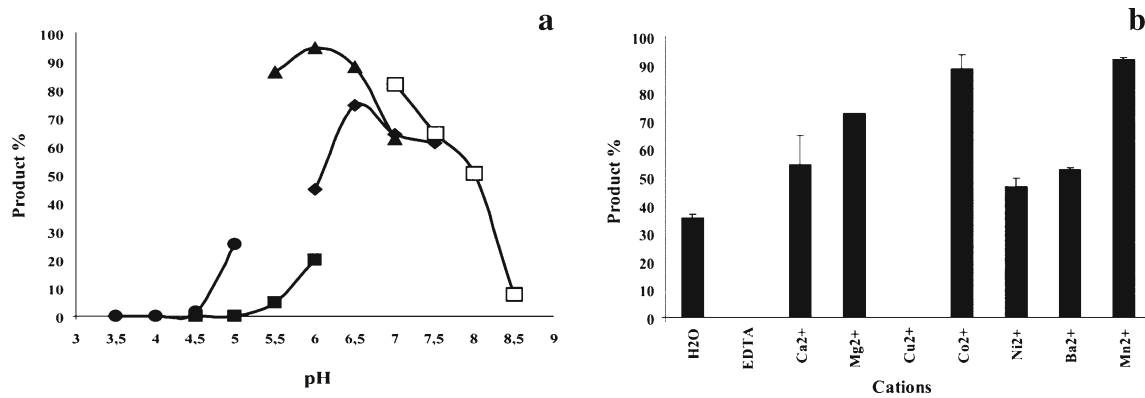 a
100
90
80
70
60
50
40
30
20
10
0
Product %
3 3,5 4 4,5 5 5,5 6 6,5 7 7,5 8 8,5 9
pH
b
100
90
80
70
60
50
40
30
20
10
0
Product %
H2O
EDTA
Ca2+
Mg2+
Cu2+
Co2+
Ni2+
Ba2+
Mn2+
Cations